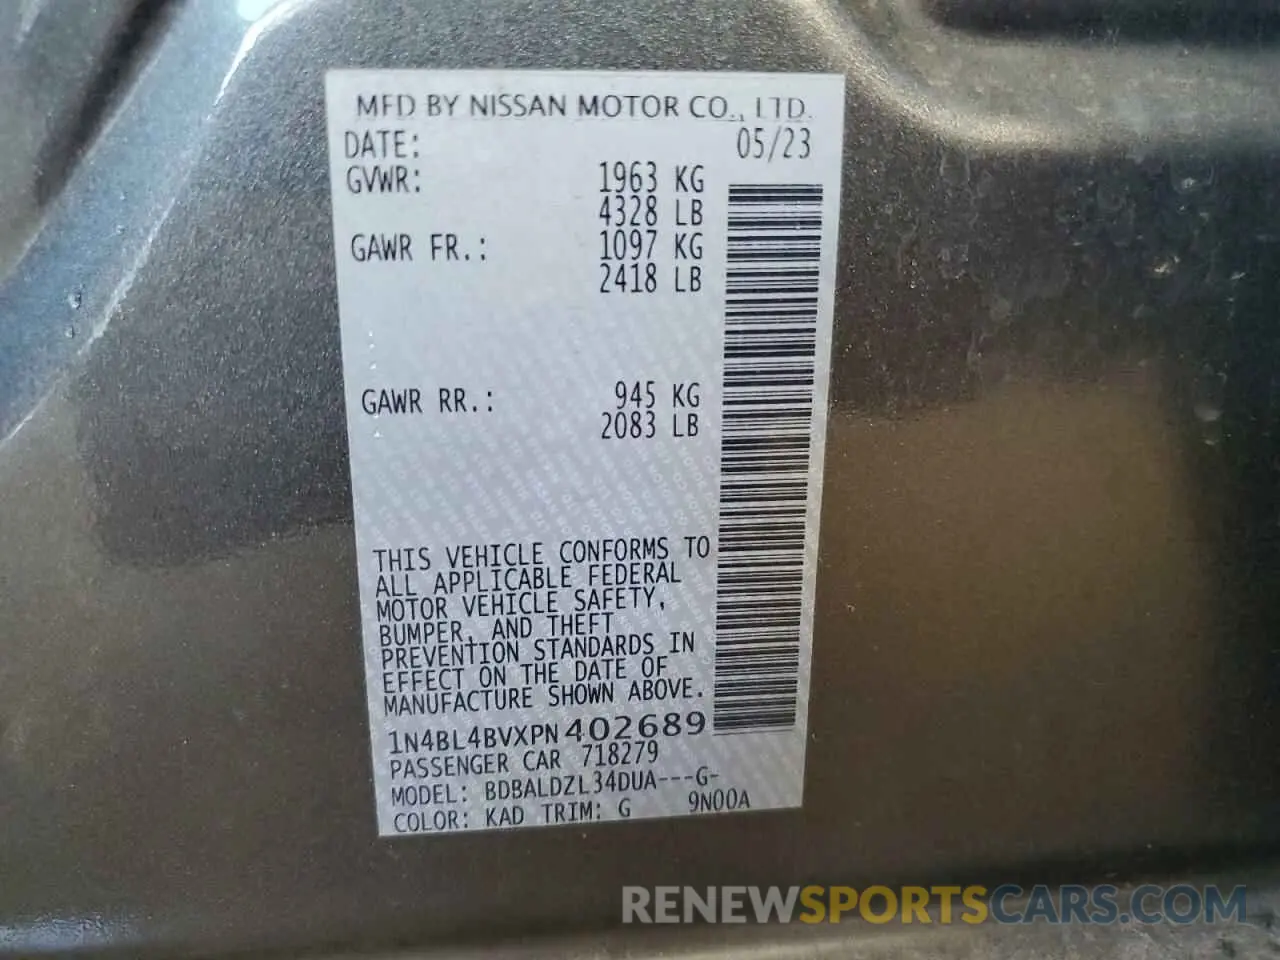 MFD BY NISSAN MOTOR CO., LTD.
DATE: 05/23
GVWR: 1963 KG
4328 LB
GAWR FR.: 1097 KG
2418 LB
GAWR RR.: 945 KG
2083 LB
THIS VEHICLE CONFORMS TO
ALL APPLICABLE FEDERAL
MOTOR VEHICLE SAFETY,
BUMPER, AND THEFT
PREVENTION STANDARDS IN
EFFECT ON THE DATE OF
MANUFACTURE SHOWN ABOVE.
1N4BL4BVXPN402689
PASSENGER CAR 718279
MODEL: BDBALDZL34DUA---G-
COLOR: KAD TRIM: G 9N00A
RENEWSPORTSCARS.COM